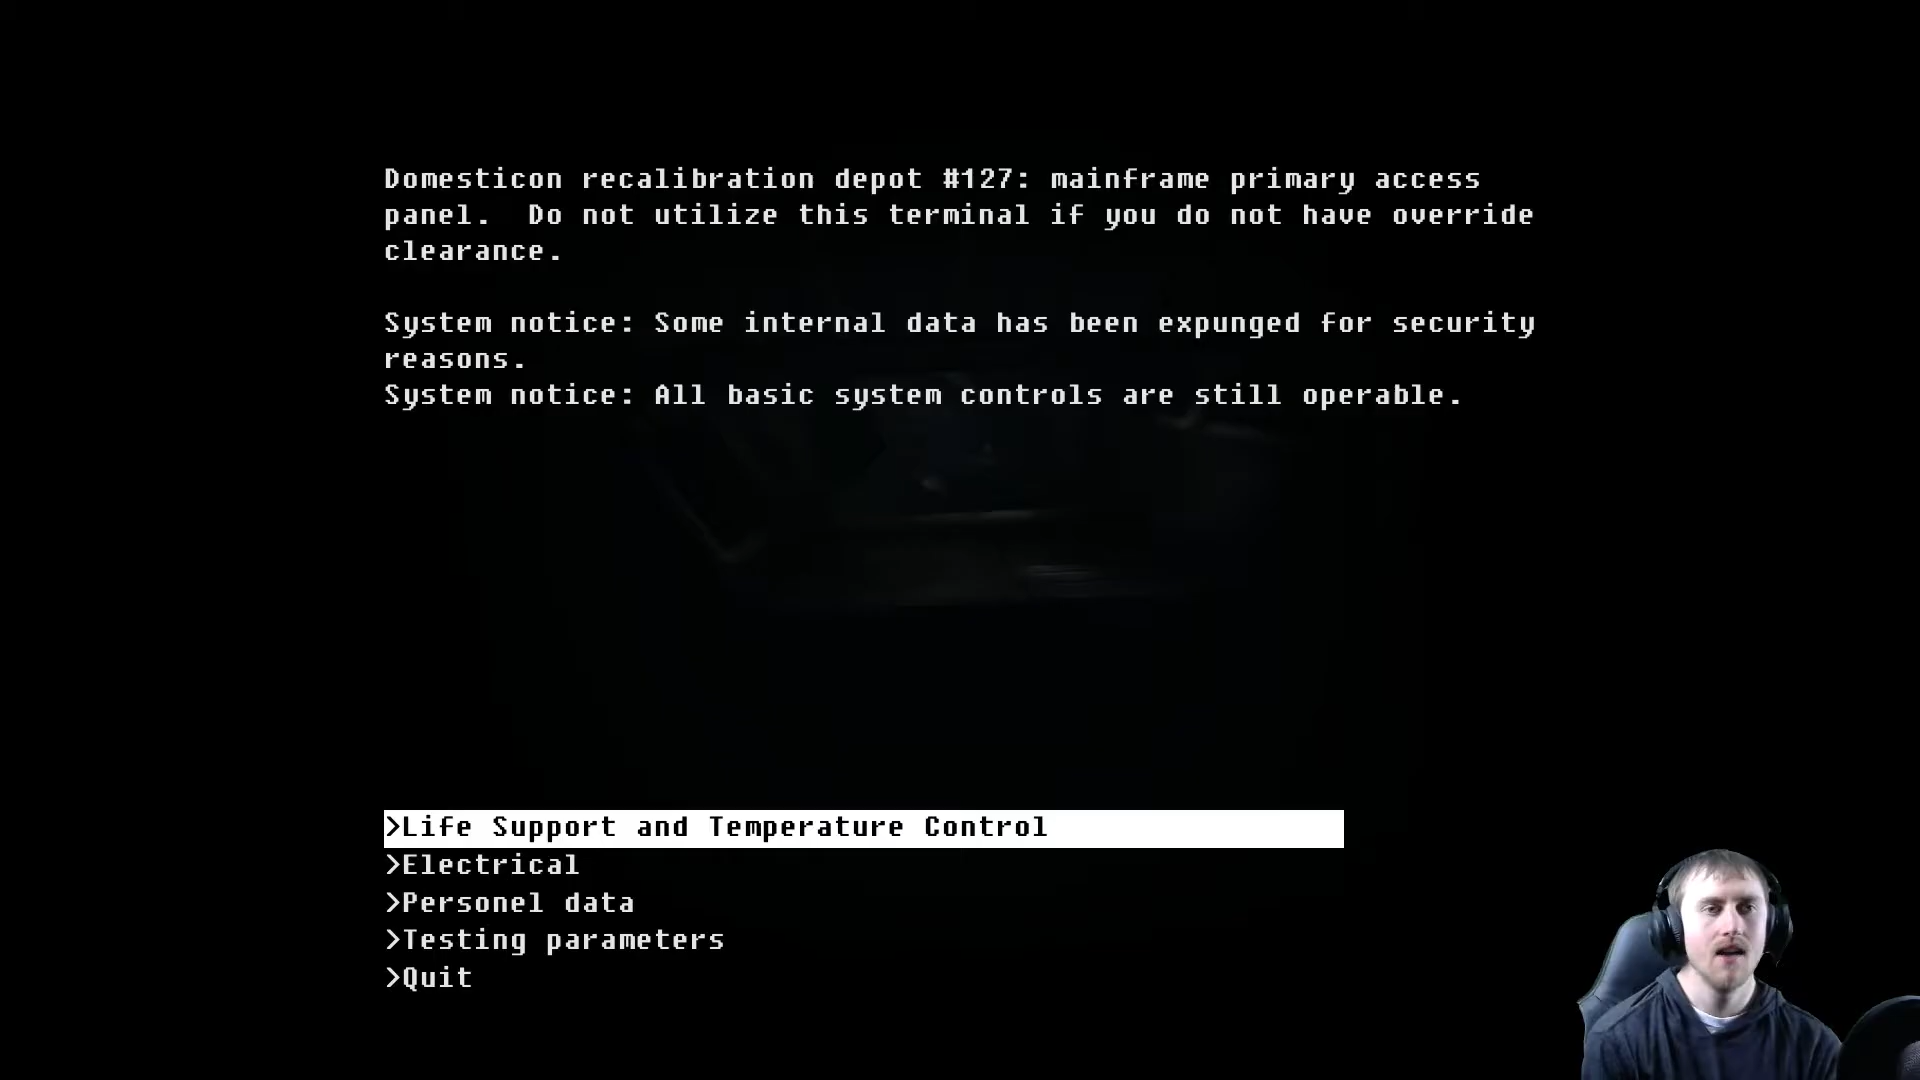 Domesticon recalibration depot #127: mainframe primary access
panel.  Do not utilize this terminal if you do not have override
clearance.
System notice: Some internal data has been expunged for security
reasons.
System notice: All basic system controls are still operable.
>Life Support and Temperature Control
>Electrical
>Personel data
>Testing parameters
>Quit